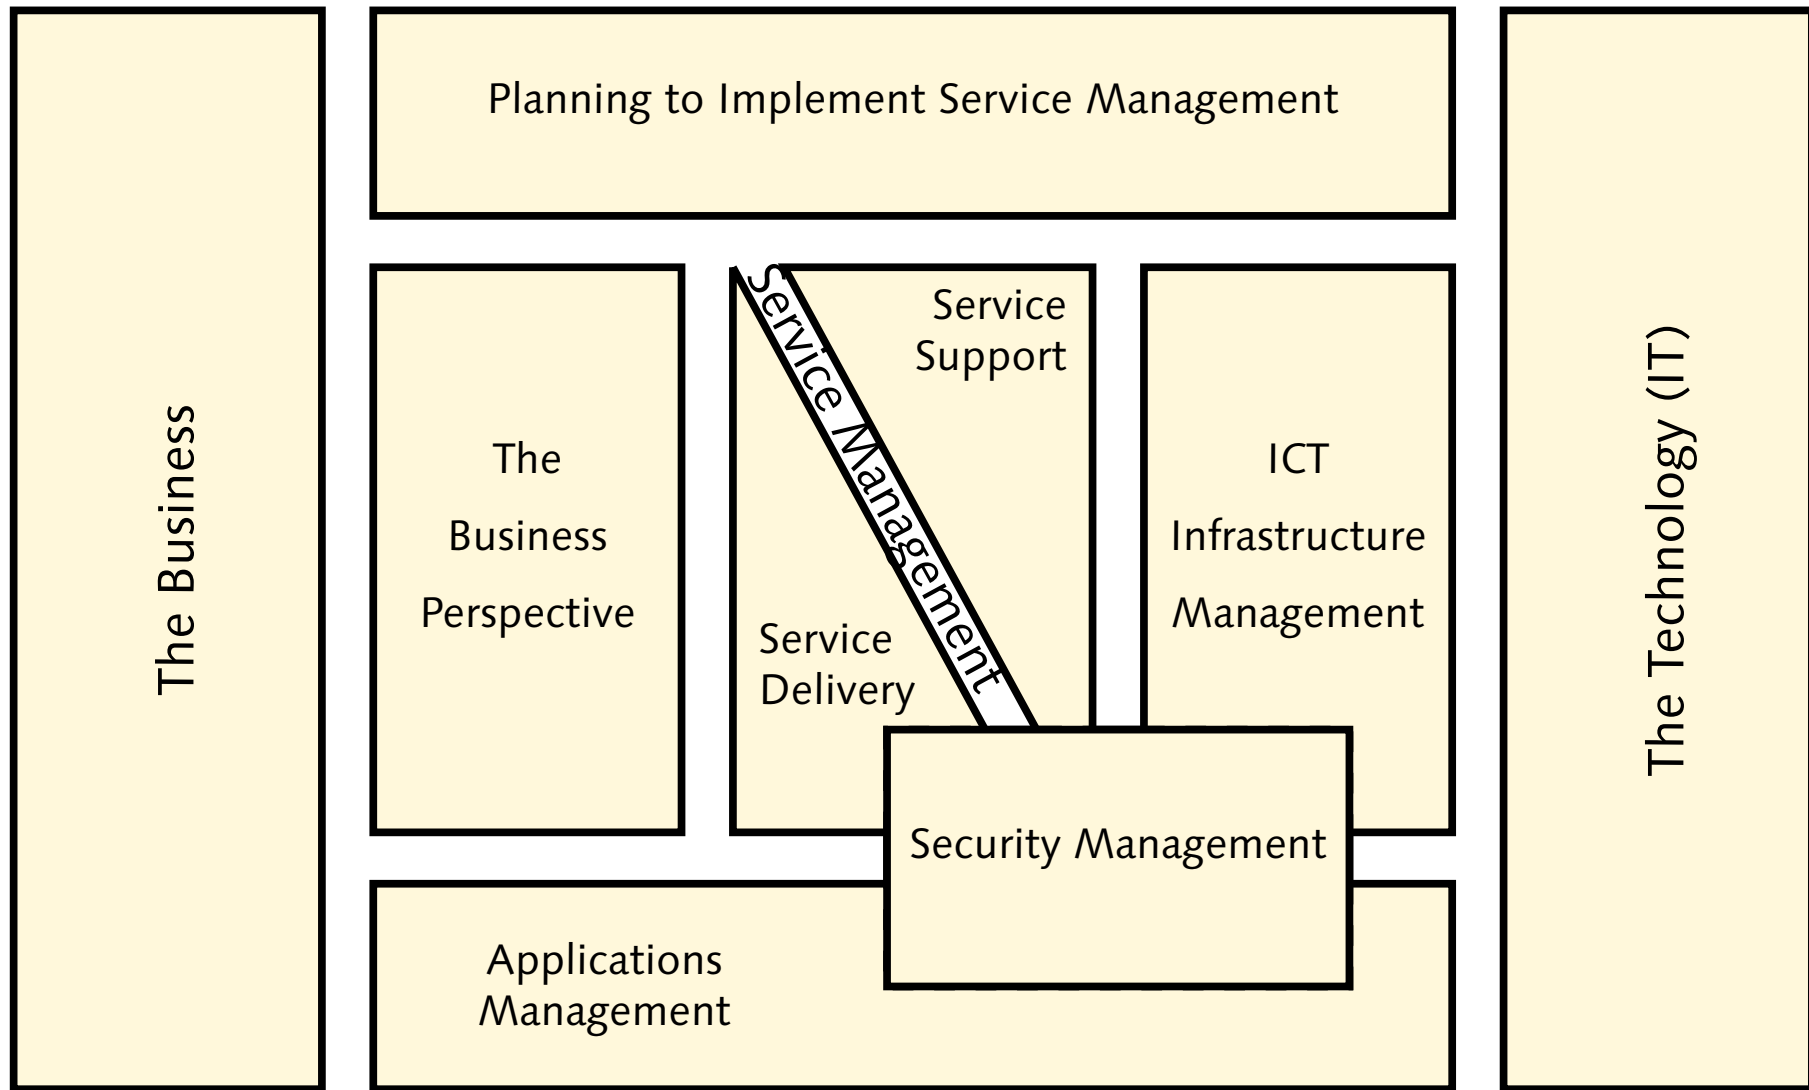 The Business
Planning to Implement Service Management
The
Business
Perspective
Service Management
Service
Support
Service
Delivery
ICT
Infrastructure
Management
Security Management
Applications
Management
The Technology (IT)